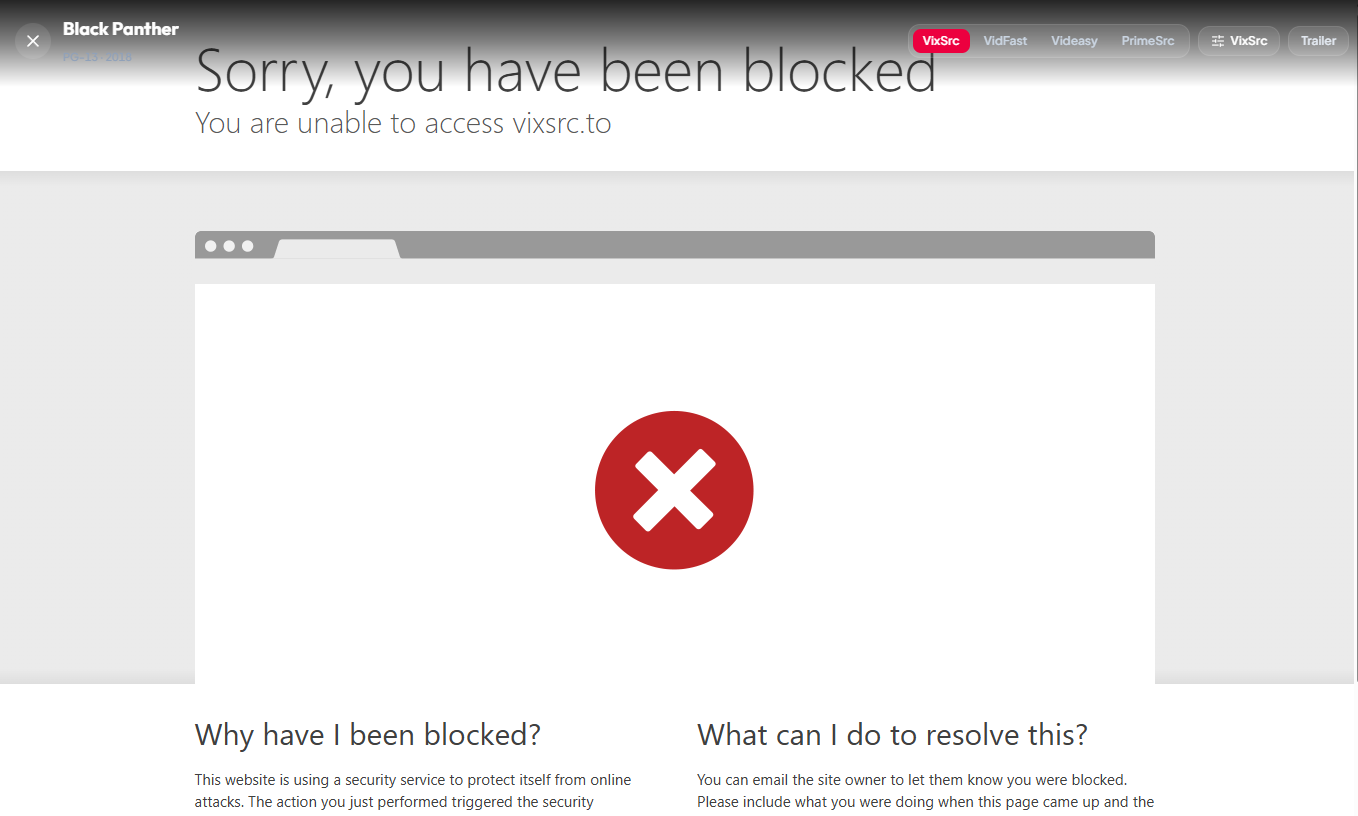 Black Panther
PG-13 · 2018
VixSrc
VidFast
Videasy
PrimeSrc
VixSrc
Trailer
Sorry, you have been blocked
You are unable to access vixsrc.to
Why have I been blocked?
This website is using a security service to protect itself from online
attacks. The action you just performed triggered the security
What can I do to resolve this?
You can email the site owner to let them know you were blocked.
Please include what you were doing when this page came up and the